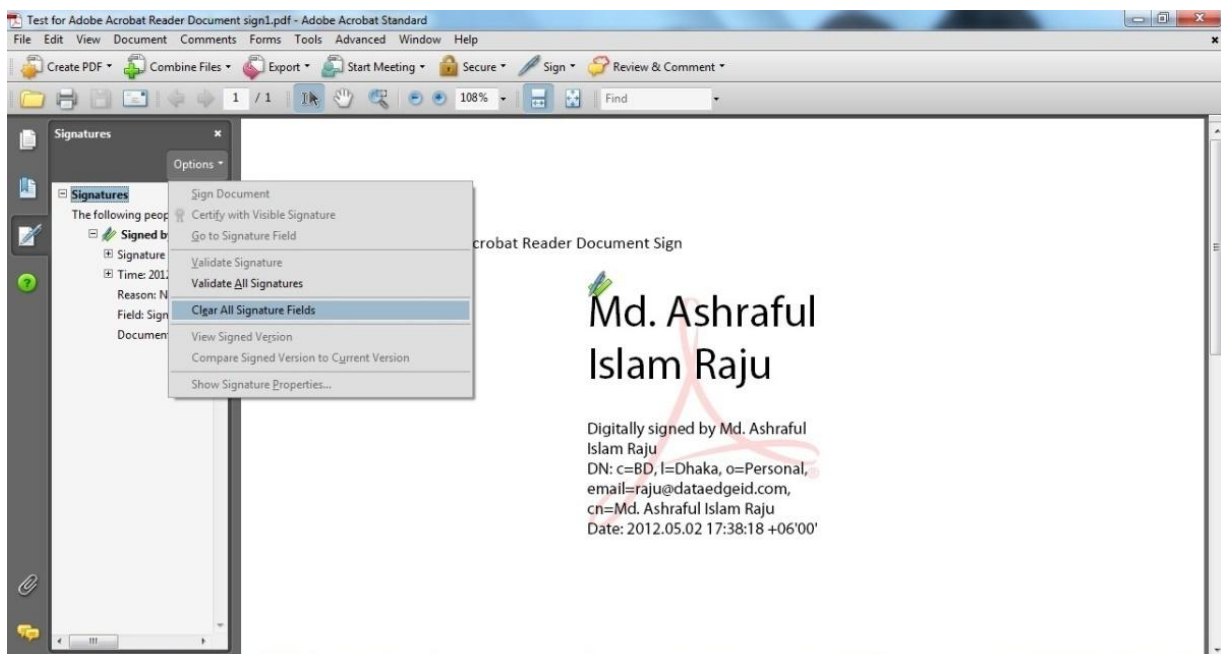 Test for Adobe Acrobat Reader Document sign1.pdf - Adobe Acrobat Standard
File Edit View Document Comments Forms Tools Advanced Window Help
Create PDF Combine Files Export Start Meeting Secure Sign Review & Comment
1 / 1 108% Find
Signatures
Options
Signatures
The following peop
Signed b
Signature
Time: 201
Reason: N
Field: Sign
Documen
Sign Document
Certify with Visible Signature
Go to Signature Field
Validate Signature
Validate All Signatures
Clear All Signature Fields
View Signed Version
Compare Signed Version to Current Version
Show Signature Properties...
crobat Reader Document Sign
Md. Ashraful
Islam Raju
Digitally signed by Md. Ashraful
Islam Raju
DN: c=BD, l=Dhaka, o=Personal,
email=raju@dataedgeid.com,
cn=Md. Ashraful Islam Raju
Date: 2012.05.02 17:38:18 +06'00'